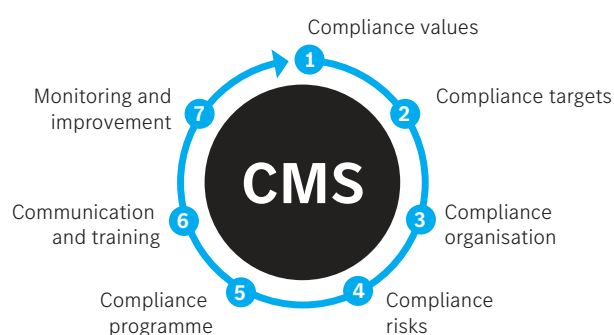 1
Compliance values
2
Compliance targets
3
Compliance
organisation
4
Compliance
risks
5
Compliance
programme
6
Communication
and training
7
Monitoring and
improvement
CMS